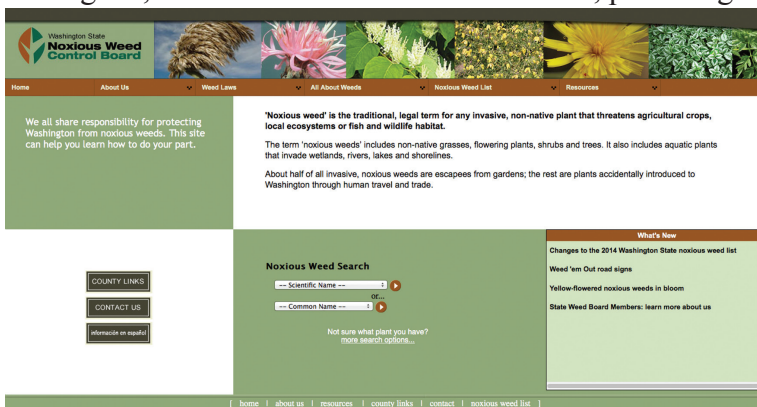 Washington State
Noxious Weed
Control Board
Home About Us Weed Laws All About Weeds Noxious Weed List Resources
We all share responsibility for protecting
Washington from noxious weeds. This site
can help you learn how to do your part.
'Noxious weed' is the traditional, legal term for any invasive, non-native plant that threatens agricultural crops,
local ecosystems or fish and wildlife habitat.
The term 'noxious weeds' includes non-native grasses, flowering plants, shrubs and trees. It also includes aquatic plants
that invade wetlands, rivers, lakes and shorelines.
About half of all invasive, noxious weeds are escapees from gardens; the rest are plants accidentally introduced to
Washington through human travel and trade.
COUNTY LINKS
CONTACT US
información en español
Noxious Weed Search
-- Scientific Name --
or...
-- Common Name --
Not sure what plant you have?
more search options...
What's New
Changes to the 2014 Washington State noxious weed list
Weed 'em Out road signs
Yellow-flowered noxious weeds in bloom
State Weed Board Members: learn more about us
[ home | about us | resources | county links | contact | noxious weed list ]